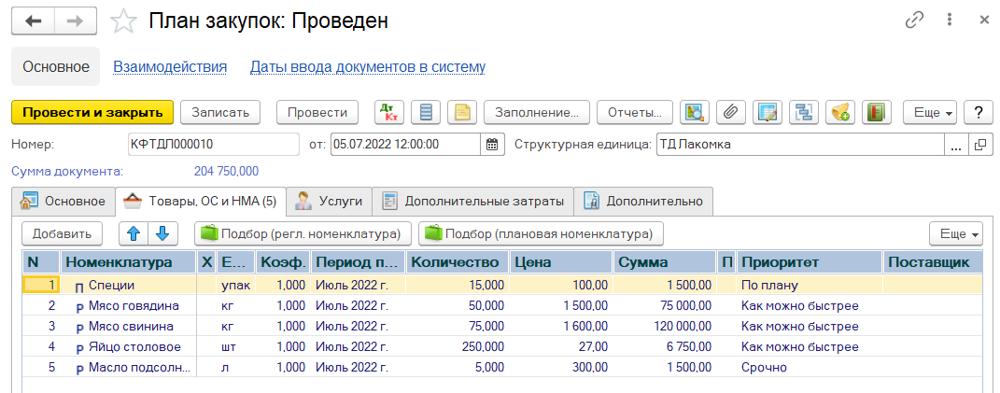 План закупок: Проведен
Основное Взаимодействия Даты ввода документов в систему
Провести и закрыть Записать Провести Дт Кт Заполнение... Отчеты... Еще ?
Номер: КФТДЛ000010 от: 05.07.2022 12:00:00 Структурная единица: ТД Лакомка ...
Сумма документа: 204 750,000
Основное Товары, ОС и НМА (5) Услуги Дополнительные затраты Дополнительно
Добавить Подбор (регл. номенклатура) Подбор (плановая номенклатура) Еще
N Номенклатура Х Е... Коэф. Период п... Количество Цена Сумма П Приоритет Поставщик
1 П Специи упак 1,000 Июль 2022 г. 15,000 100,00 1 500,00 По плану
2 Р Мясо говядина кг 1,000 Июль 2022 г. 50,000 1 500,00 75 000,00 Как можно быстрее
3 Р Мясо свинина кг 1,000 Июль 2022 г. 75,000 1 600,00 120 000,00 Как можно быстрее
4 Р Яйцо столовое шт 1,000 Июль 2022 г. 250,000 27,00 6 750,00 Как можно быстрее
5 Р Масло подсолн... л 1,000 Июль 2022 г. 5,000 300,00 1 500,00 Срочно